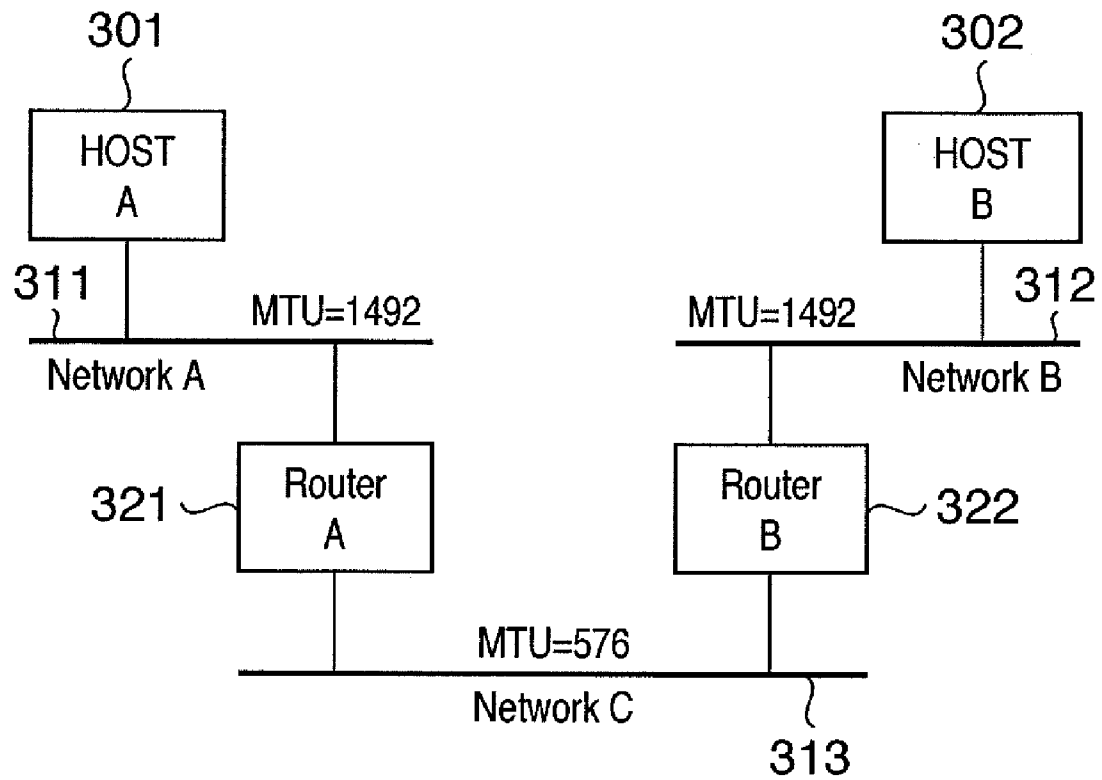 301
302
HOST
A
HOST
B
311
MTU=1492
MTU=1492
312
Network A
Network B
321
Router
A
Router
B
322
MTU=576
Network C
313